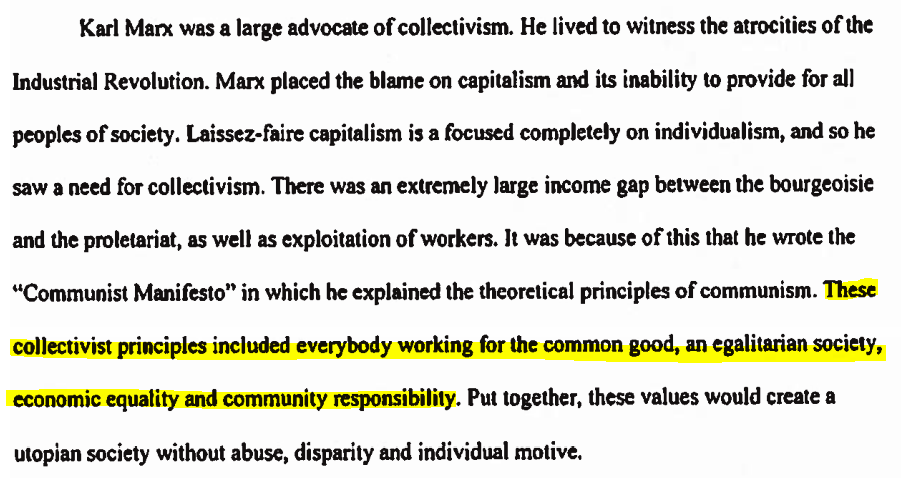 Karl Marx was a large advocate of collectivism. He lived to witness the atrocities of the
Industrial Revolution. Marx placed the blame on capitalism and its inability to provide for all
peoples of society. Laissez-faire capitalism is a focused completely on individualism, and so he
saw a need for collectivism. There was an extremely large income gap between the bourgeoisie
and the proletariat, as well as exploitation of workers. It was because of this that he wrote the
“Communist Manifesto” in which he explained the theoretical principles of communism. These
collectivist principles included everybody working for the common good, an egalitarian society,
economic equality and community responsibility. Put together, these values would create a
utopian society without abuse, disparity and individual motive.